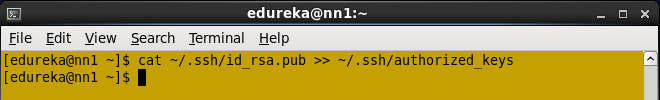 edureka@nn1:~
File Edit View Search Terminal Help
[edureka@nn1 ~]$ cat ~/.ssh/id_rsa.pub >> ~/.ssh/authorized_keys
[edureka@nn1 ~]$